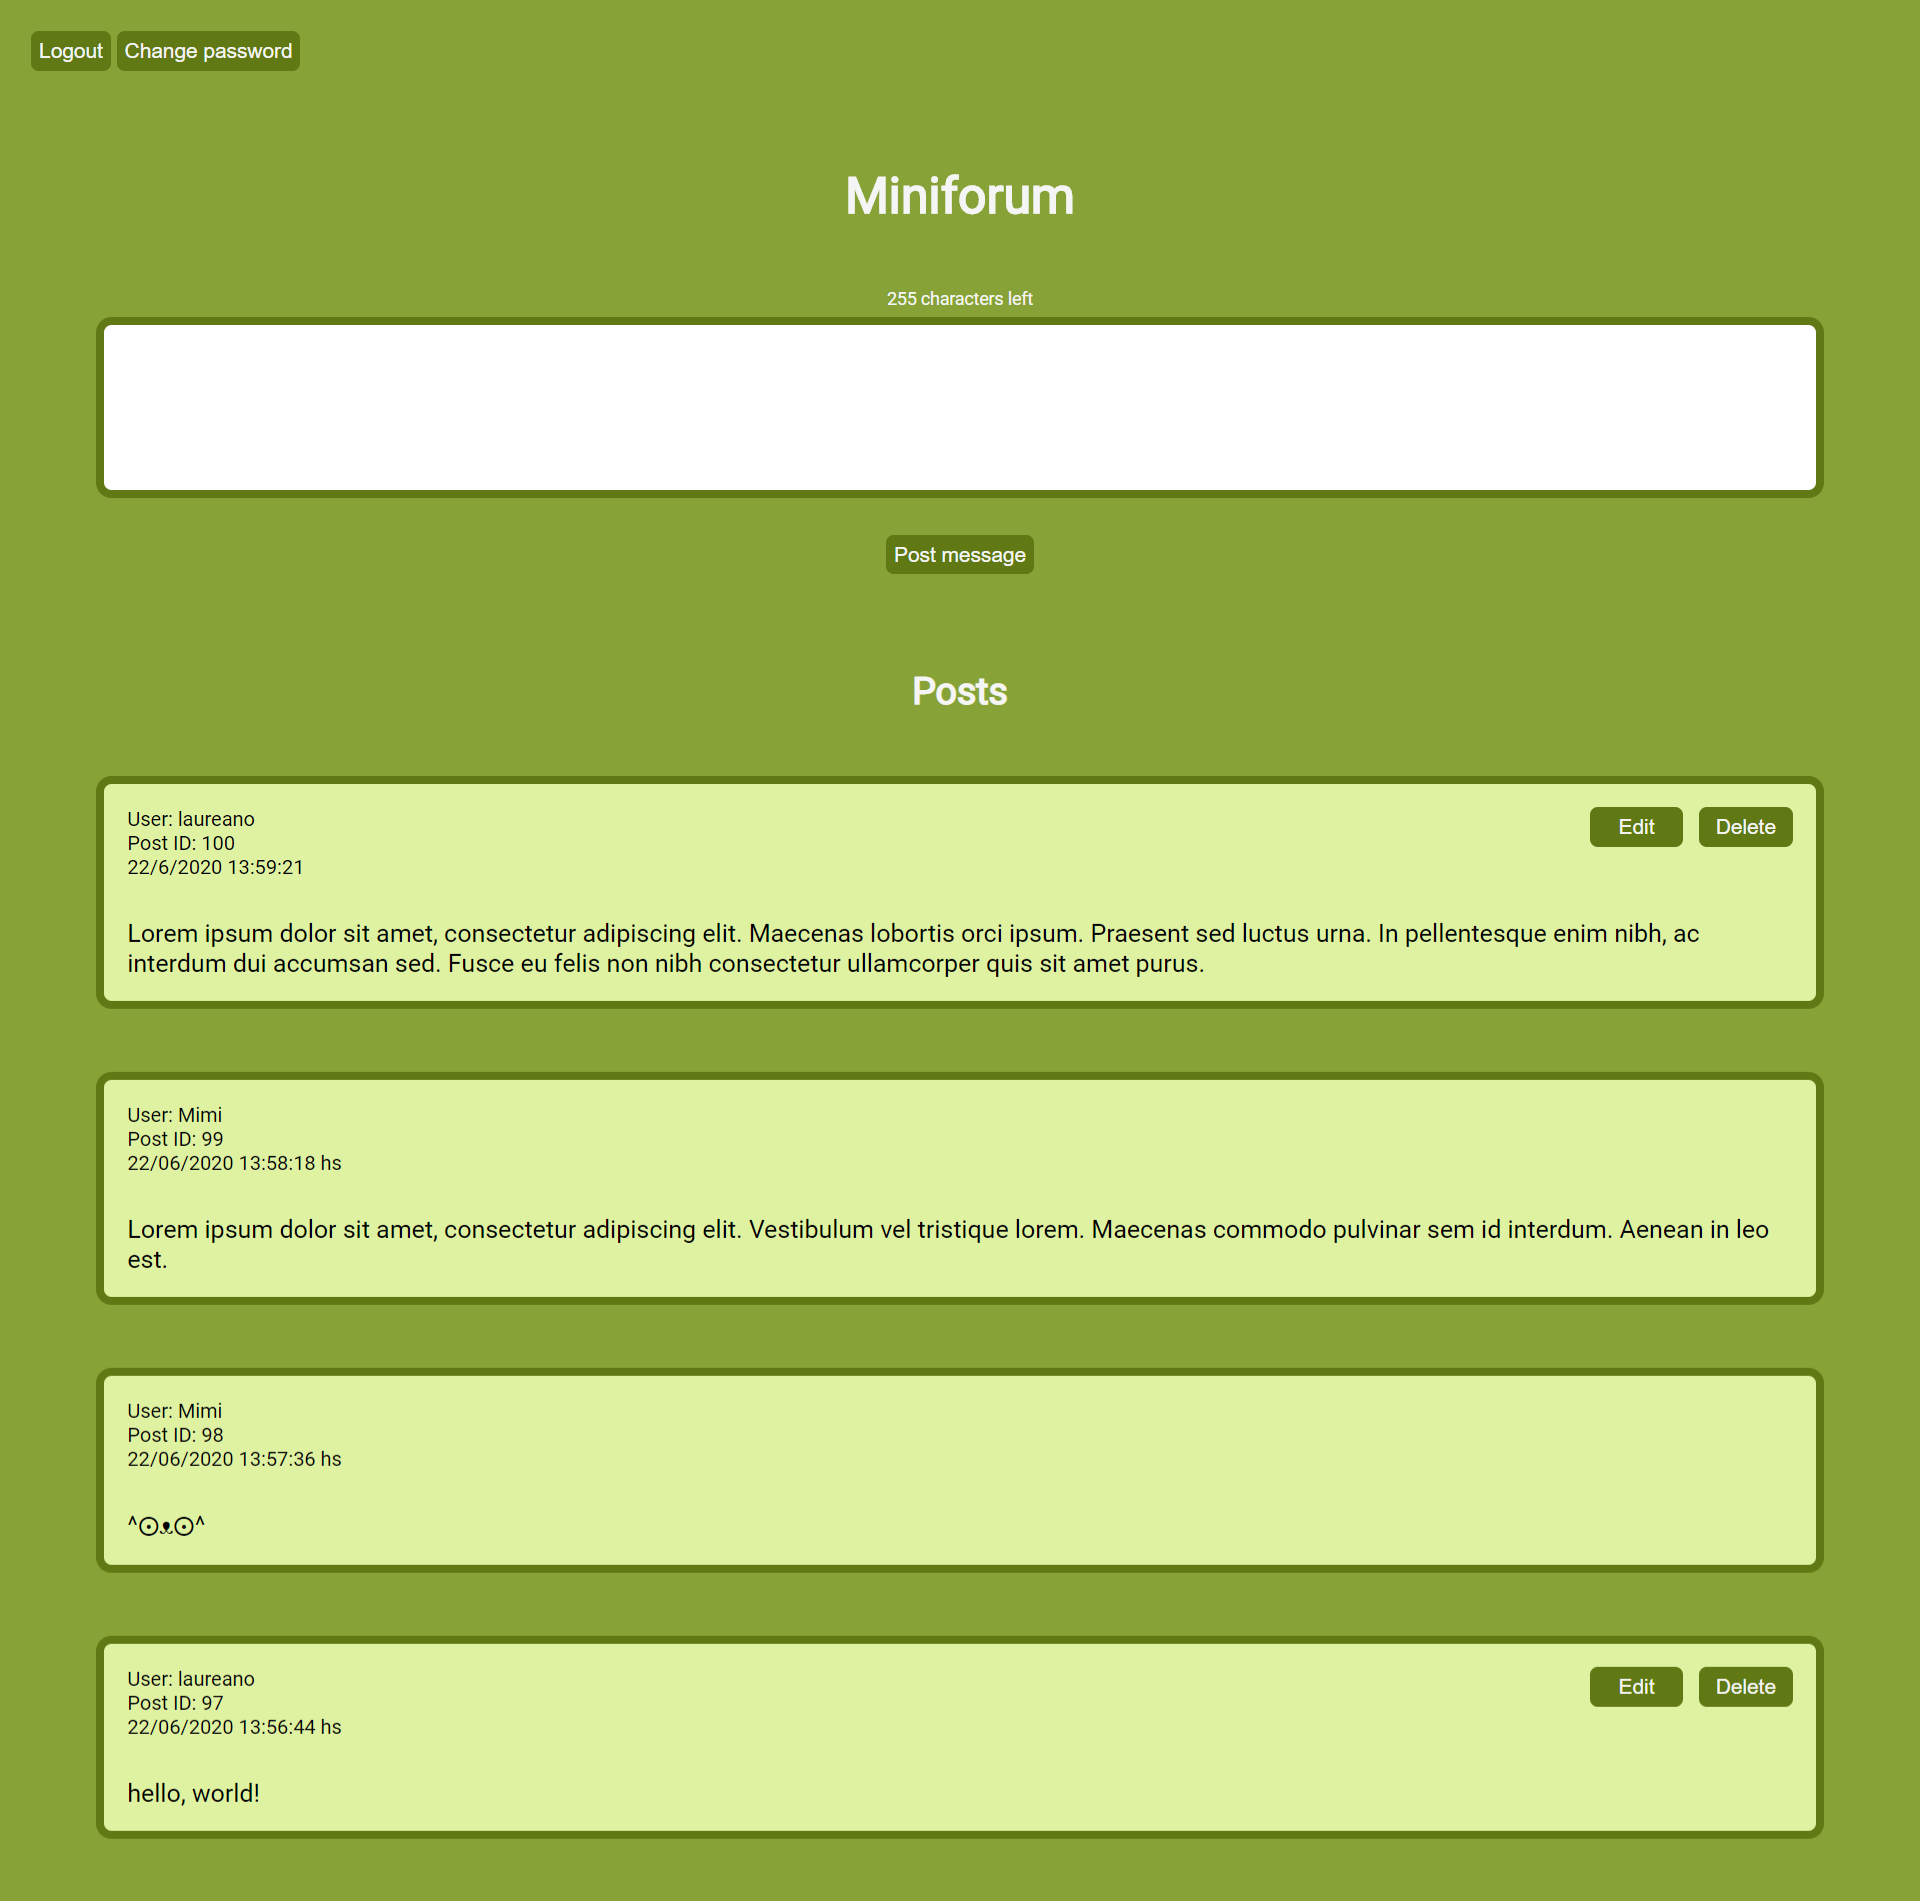 Logout Change password
Miniforum
255 characters left
Post message
Posts
User: laureano Edit Delete
Post ID: 100
22/6/2020 13:59:21
Lorem ipsum dolor sit amet, consectetur adipiscing elit. Maecenas lobortis orci ipsum. Praesent sed luctus urna. In pellentesque enim nibh, ac
interdum dui accumsan sed. Fusce eu felis non nibh consectetur ullamcorper quis sit amet purus.
User: Mimi
Post ID: 99
22/06/2020 13:58:18 hs
Lorem ipsum dolor sit amet, consectetur adipiscing elit. Vestibulum vel tristique lorem. Maecenas commodo pulvinar sem id interdum. Aenean in leo
est.
User: Mimi
Post ID: 98
22/06/2020 13:57:36 hs
^⨀ᴥ⨀^
User: laureano Edit Delete
Post ID: 97
22/06/2020 13:56:44 hs
hello, world!